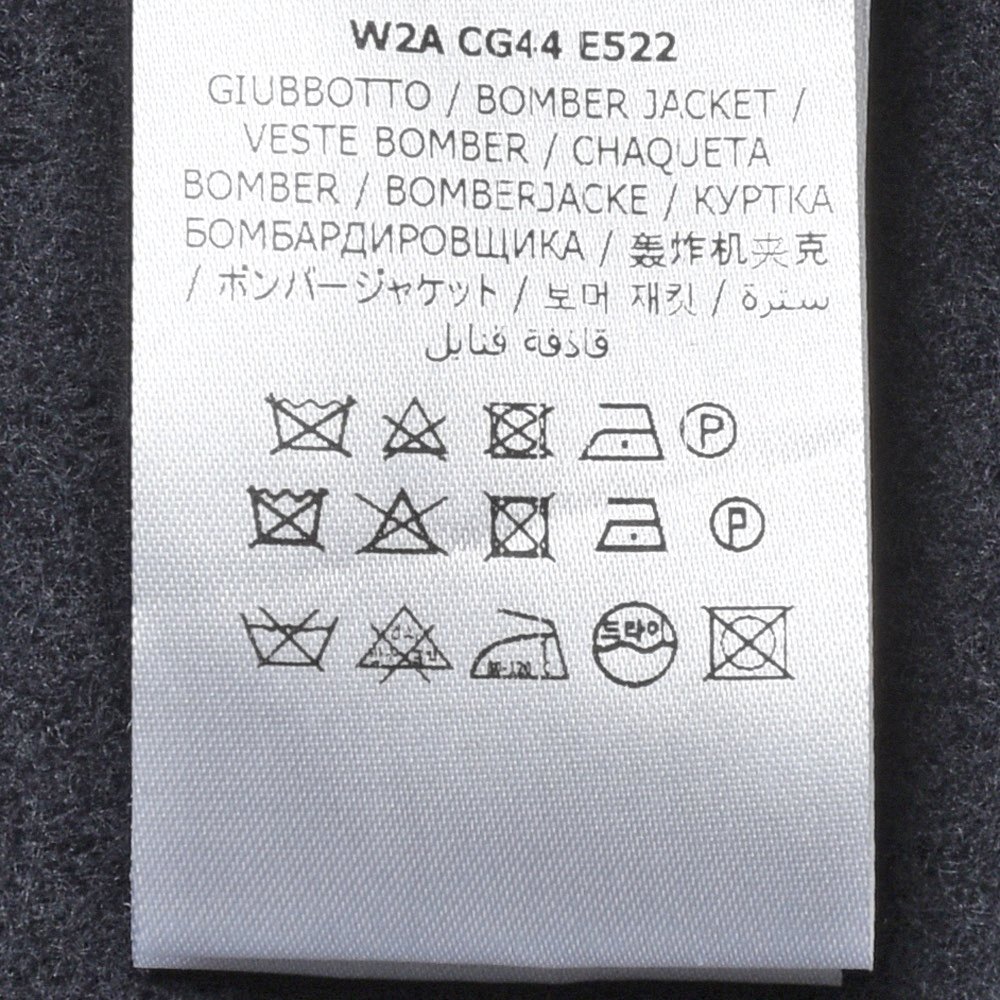 W2A CG44 E522
GIUBBOTTO / BOMBER JACKET /
VESTE BOMBER / CHAQUETA
BOMBER / BOMBERJACKE / КУРТКА
БОМБАРДИРОВЩИКА / 轰炸机夹克
/ ボンバージャケット / 보머 재킷 / سترة
قاذفة قنابل
P
P
드라이